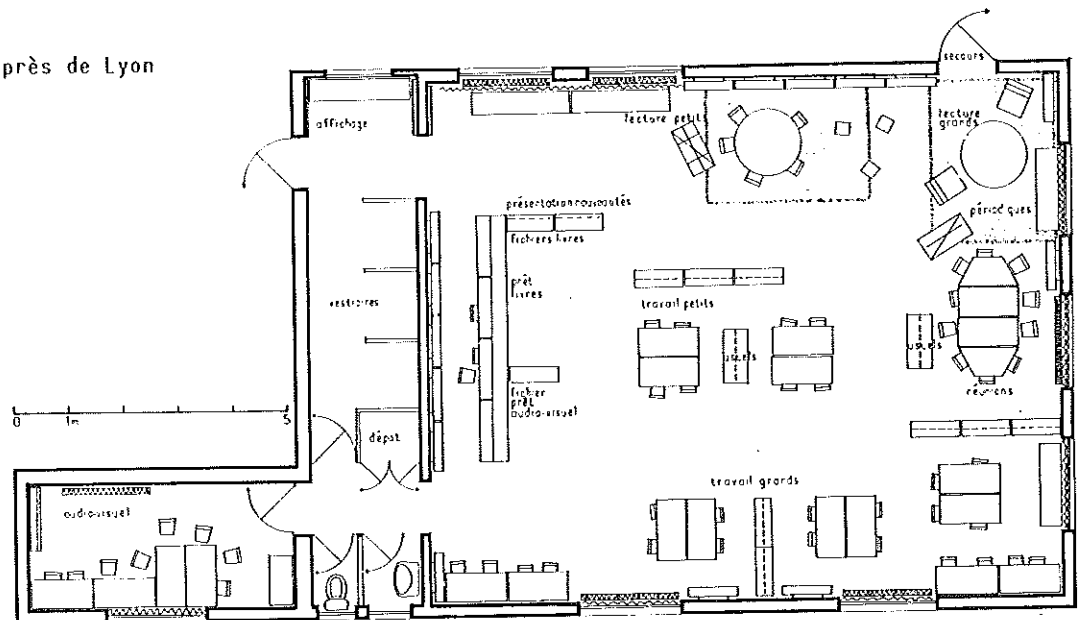 près de Lyon
secours
affichage
lecture petits
lecture grands
présentation nouveautés
périodiques
fichiers livres
prêt
livres
vestiaires
travail petits
usuels
usuels
réunions
fichier
prêt
audio-visuel
0 1m 5
dépôt
travail grands
audio-visuel